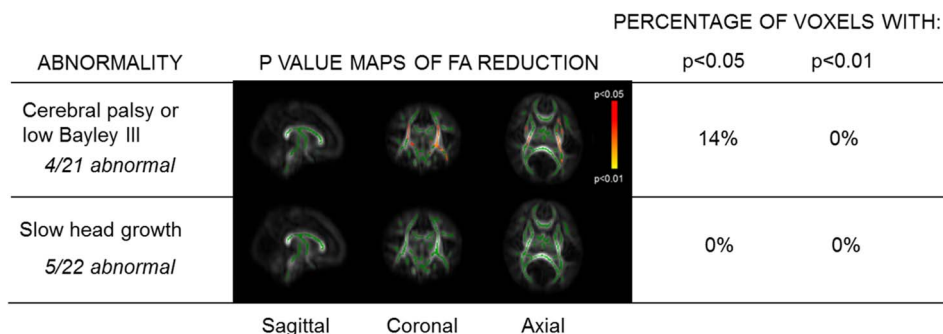 PERCENTAGE OF VOXELS WITH:
ABNORMALITY P VALUE MAPS OF FA REDUCTION p<0.05 p<0.01
Cerebral palsy or
low Bayley III
4/21 abnormal
p<0.05
p<0.01
14% 0%
Slow head growth
5/22 abnormal
0% 0%
Sagittal Coronal Axial